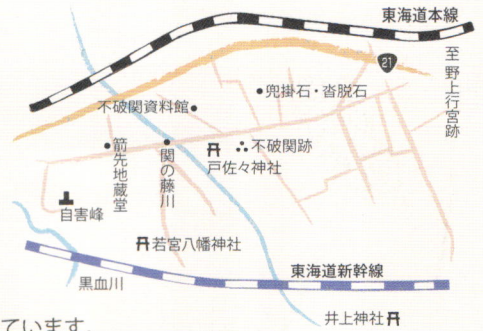 東海道本線
21
至 野上行宮跡
兜掛石・沓脱石
不破関資料館
不破関跡
箭先地蔵堂
関の藤川
戸佐々神社
自害峰
若宮八幡神社
東海道新幹線
黒血川
井上神社
ています。